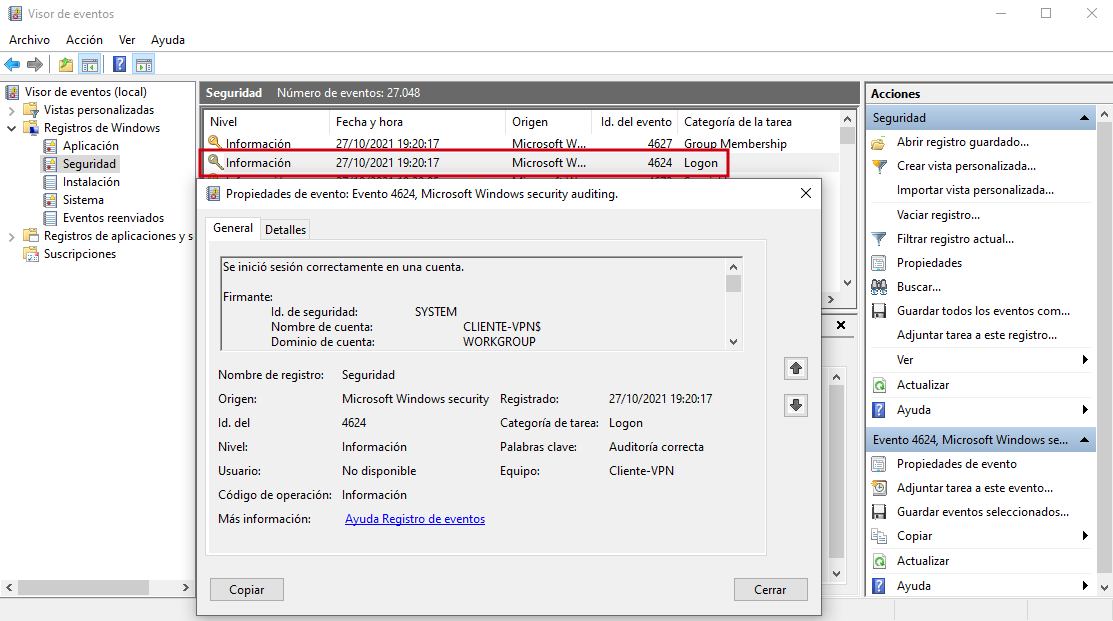 Visor de eventos
Archivo Acción Ver Ayuda
Visor de eventos (local)
Vistas personalizadas
Registros de Windows
Aplicación
Seguridad
Instalación
Sistema
Eventos reenviados
Registros de aplicaciones y s
Suscripciones
Seguridad Número de eventos: 27.048
Nivel Fecha y hora Origen Id. del evento Categoría de la tarea
Información 27/10/2021 19:20:17 Microsoft W... 4627 Group Membership
Información 27/10/2021 19:20:17 Microsoft W... 4624 Logon
Propiedades de evento: Evento 4624, Microsoft Windows security auditing.
General Detalles
Se inició sesión correctamente en una cuenta.
Firmante:
Id. de seguridad: SYSTEM
Nombre de cuenta: CLIENTE-VPN$
Dominio de cuenta: WORKGROUP
Nombre de registro: Seguridad
Origen: Microsoft Windows security Registrado: 27/10/2021 19:20:17
Id. del 4624 Categoría de tarea: Logon
Nivel: Información Palabras clave: Auditoría correcta
Usuario: No disponible Equipo: Cliente-VPN
Código de operación: Información
Más información: Ayuda Registro de eventos
Copiar Cerrar
Acciones
Seguridad
Abrir registro guardado...
Crear vista personalizada...
Importar vista personalizada...
Vaciar registro...
Filtrar registro actual...
Propiedades
Buscar...
Guardar todos los eventos com...
Adjuntar tarea a este registro...
Ver
Actualizar
Ayuda
Evento 4624, Microsoft Windows se...
Propiedades de evento
Adjuntar tarea a este evento...
Guardar eventos seleccionados...
Copiar
Actualizar
Ayuda